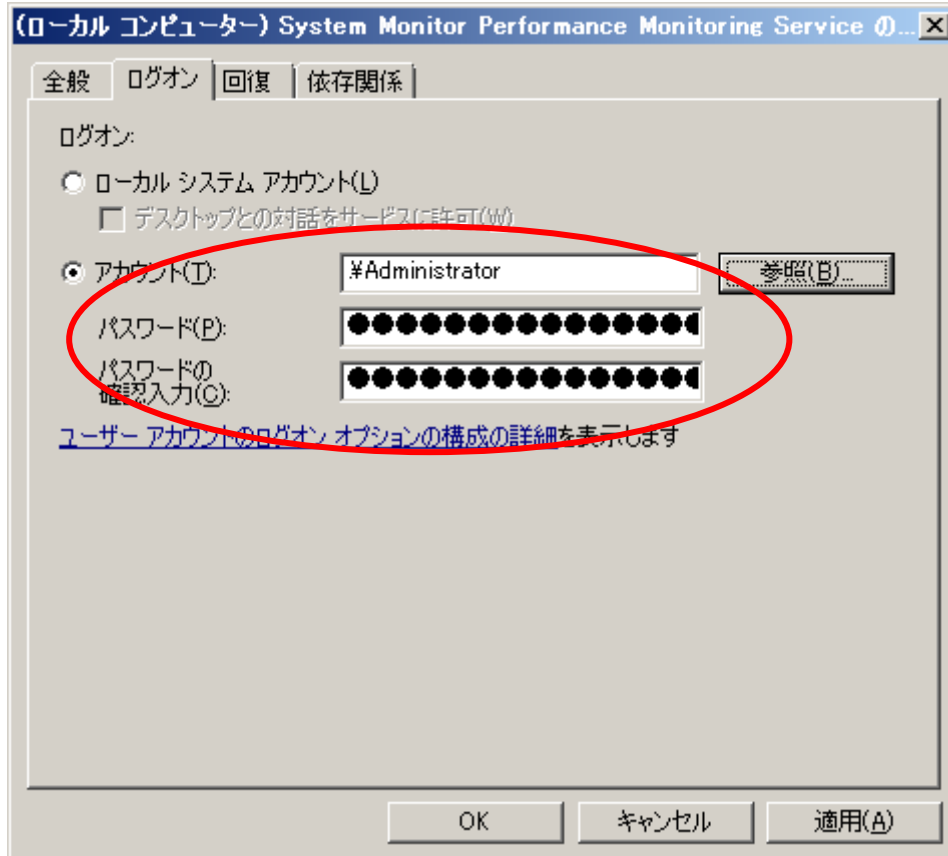 (ローカル コンピューター) System Monitor Performance Monitoring Service の...
全般 ログオン 回復 依存関係
ログオン:
ローカル システム アカウント(L)
デスクトップとの対話をサービスに許可(W)
アカウント(T): .¥Administrator 参照(B)...
パスワード(P): ●●●●●●●●●●●●●●●
パスワードの
確認入力(C): ●●●●●●●●●●●●●●●
ユーザー アカウントのログオン オプションの構成の詳細を表示します
OK キャンセル 適用(A)